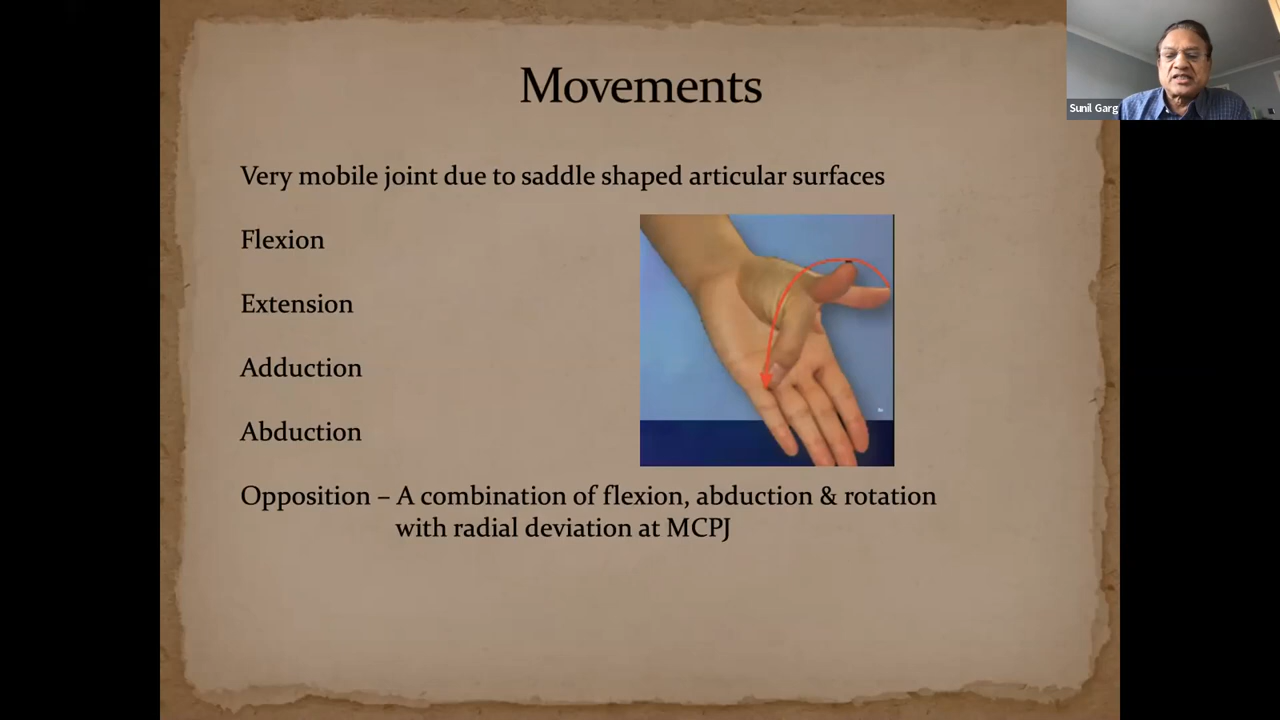 Movements
Very mobile joint due to saddle shaped articular surfaces
Flexion
Extension
Adduction
Abduction
Opposition – A combination of flexion, abduction & rotation
with radial deviation at MCPJ
Sunil Garg